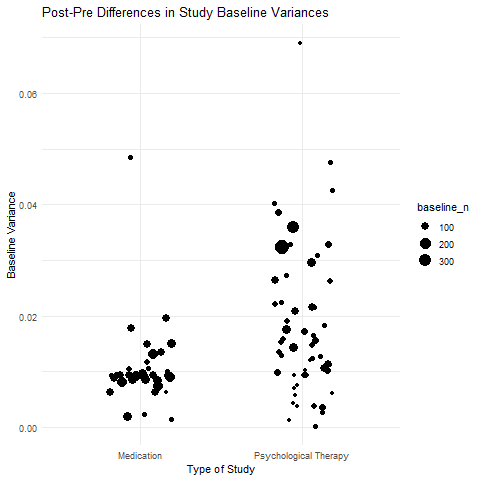 Post-Pre Differences in Study Baseline Variances
Baseline Variance
0.06
0.04
0.02
0.00
Medication
Psychological Therapy
Type of Study
baseline_n
100
200
300